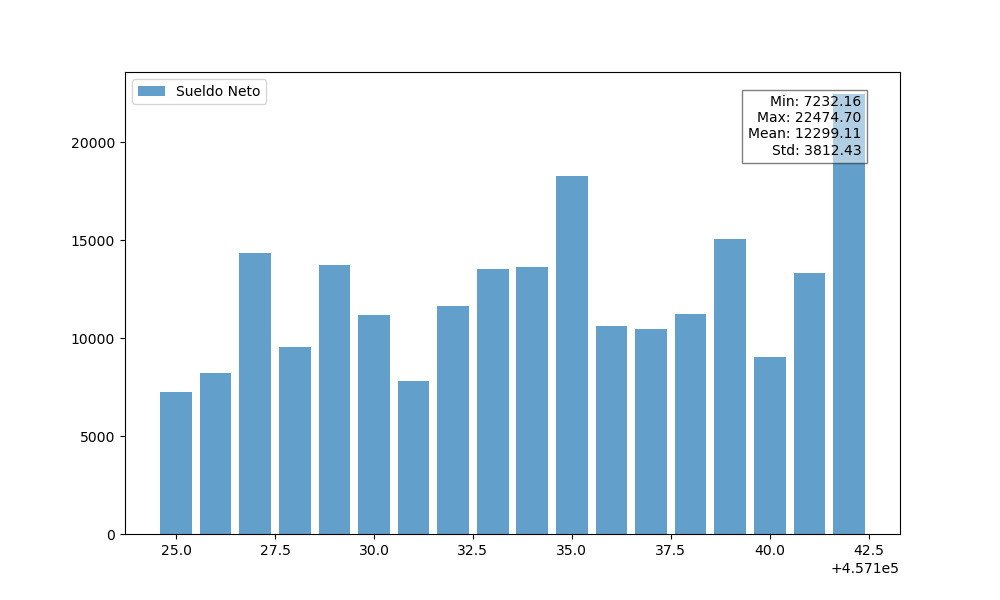 Sueldo Neto
Min: 7232.16
Max: 22474.70
Mean: 12299.11
Std: 3812.43
20000
15000
10000
5000
0
25.0 27.5 30.0 32.5 35.0 37.5 40.0 42.5
+4.571e5